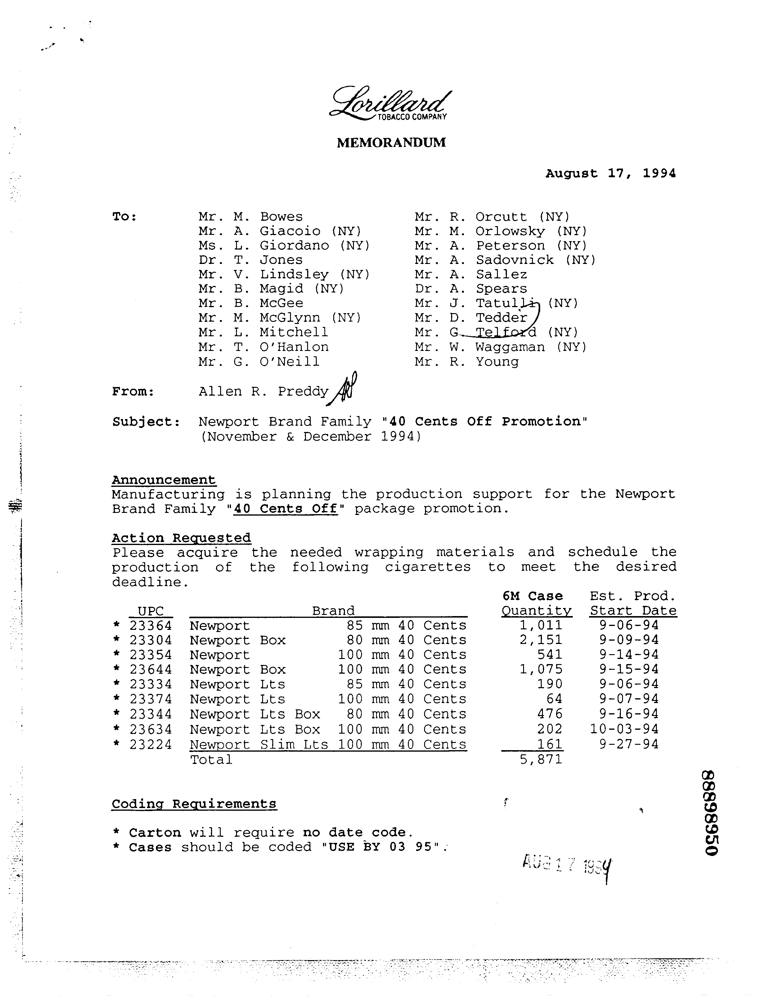 Lorillard
TOBACCO COMPANY
MEMORANDUM
August 17, 1994
To: Mr. M. Bowes Mr. R. Orcutt (NY)
Mr. A. Giacoio (NY) Mr. M. Orlowsky (NY)
Ms. L. Giordano (NY) Mr. A. Peterson (NY)
Dr. T. Jones Mr. A. Sadovnick (NY)
Mr. V. Lindsley (NY) Mr. A. Sallez
Mr. B. Magid (NY) Dr. A. Spears
Mr. B. McGee Mr. J. Tatulli (NY)
Mr. M. McGlynn (NY) Mr. D. Tedder
Mr. L. Mitchell Mr. G. Telford (NY)
Mr. T. O'Hanlon Mr. W. Waggaman (NY)
Mr. G. O'Neill Mr. R. Young
From: Allen R. Preddy
Subject: Newport Brand Family "40 Cents Off Promotion"
(November & December 1994)
Announcement
Manufacturing is planning the production support for the Newport
Brand Family "40 Cents Off" package promotion.
Action Requested
Please acquire the needed wrapping materials and schedule the
production of the following cigarettes to meet the desired
deadline.
6M Case Est. Prod.
UPC Brand Quantity Start Date
* 23364 Newport 85 mm 40 Cents 1,011 9-06-94
* 23304 Newport Box 80 mm 40 Cents 2,151 9-09-94
* 23354 Newport 100 mm 40 Cents 541 9-14-94
* 23644 Newport Box 100 mm 40 Cents 1,075 9-15-94
* 23334 Newport Lts 85 mm 40 Cents 190 9-06-94
* 23374 Newport Lts 100 mm 40 Cents 64 9-07-94
* 23344 Newport Lts Box 80 mm 40 Cents 476 9-16-94
* 23634 Newport Lts Box 100 mm 40 Cents 202 10-03-94
* 23224 Newport Slim Lts 100 mm 40 Cents 161 9-27-94
Total 5,871
Coding Requirements
* Carton will require no date code.
* Cases should be coded "USE BY 03 95".
AUG 17 1994
88898950